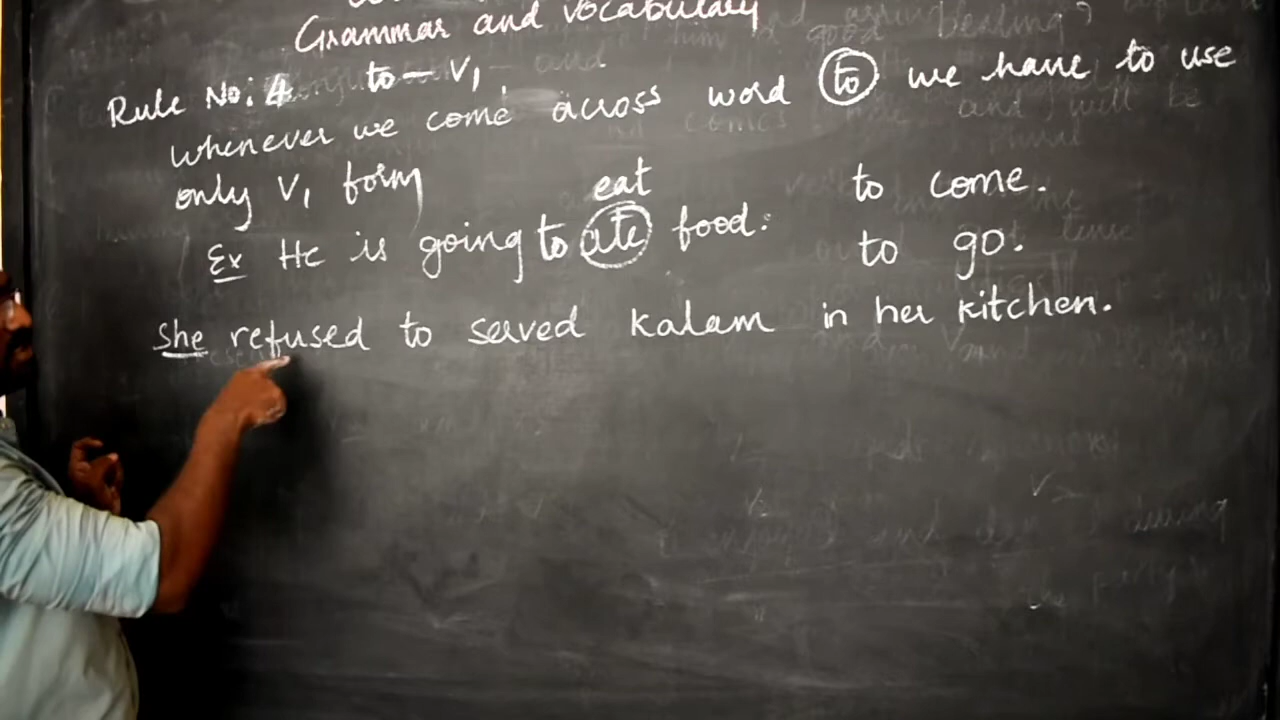 Grammar and vocabulary
Rule No: 4 to – V1
whenever we come across word to we have to use
only V1 form
eat
to come.
Ex He is going to ate food. to go.
She refused to served kalam in her kitchen.